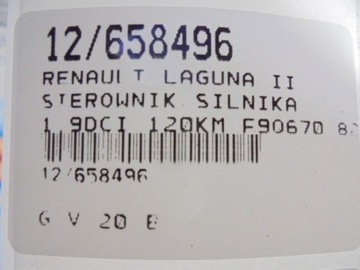 12/658496
RENAULT LAGUNA II
STEROWNIK SILNIKA
1.9DCI 120KM F90670
12/658496
G V 20 E